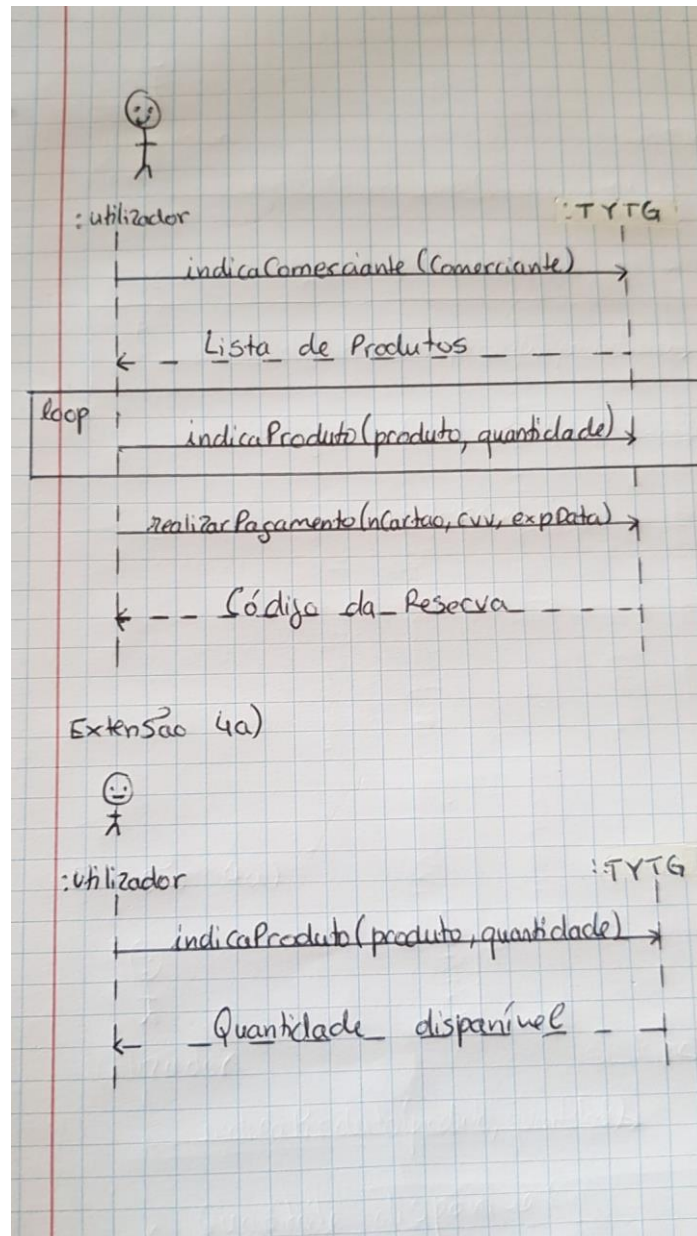 :utilizador :TYTG
indicaComerciante (Comerciante)
Lista de Produtos
loop
indicaProduto (produto, quantidade)
realizarPagamento (nCartao, cvv, expData)
Código da Reserva
Extensão 4a)
:utilizador :TYTG
indicaProduto (produto, quantidade)
Quantidade disponível